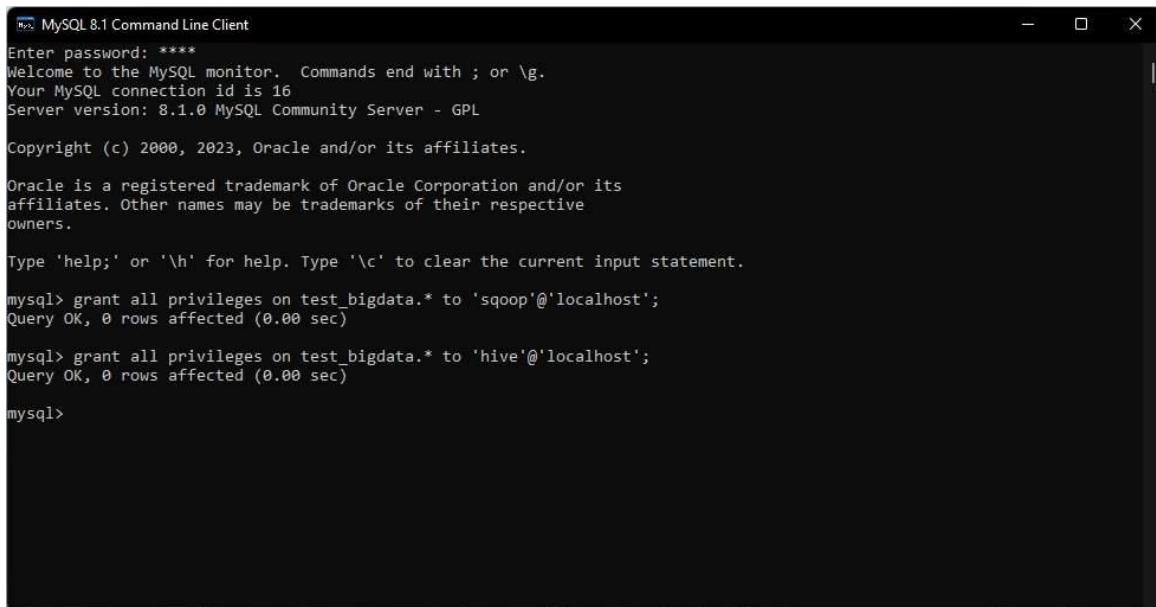 MySQL 8.1 Command Line Client
Enter password: ****
Welcome to the MySQL monitor.  Commands end with ; or \g.
Your MySQL connection id is 16
Server version: 8.1.0 MySQL Community Server - GPL
Copyright (c) 2000, 2023, Oracle and/or its affiliates.
Oracle is a registered trademark of Oracle Corporation and/or its
affiliates. Other names may be trademarks of their respective
owners.
Type 'help;' or '\h' for help. Type '\c' to clear the current input statement.
mysql> grant all privileges on test_bigdata.* to 'sqoop'@'localhost';
Query OK, 0 rows affected (0.00 sec)
mysql> grant all privileges on test_bigdata.* to 'hive'@'localhost';
Query OK, 0 rows affected (0.00 sec)
mysql>